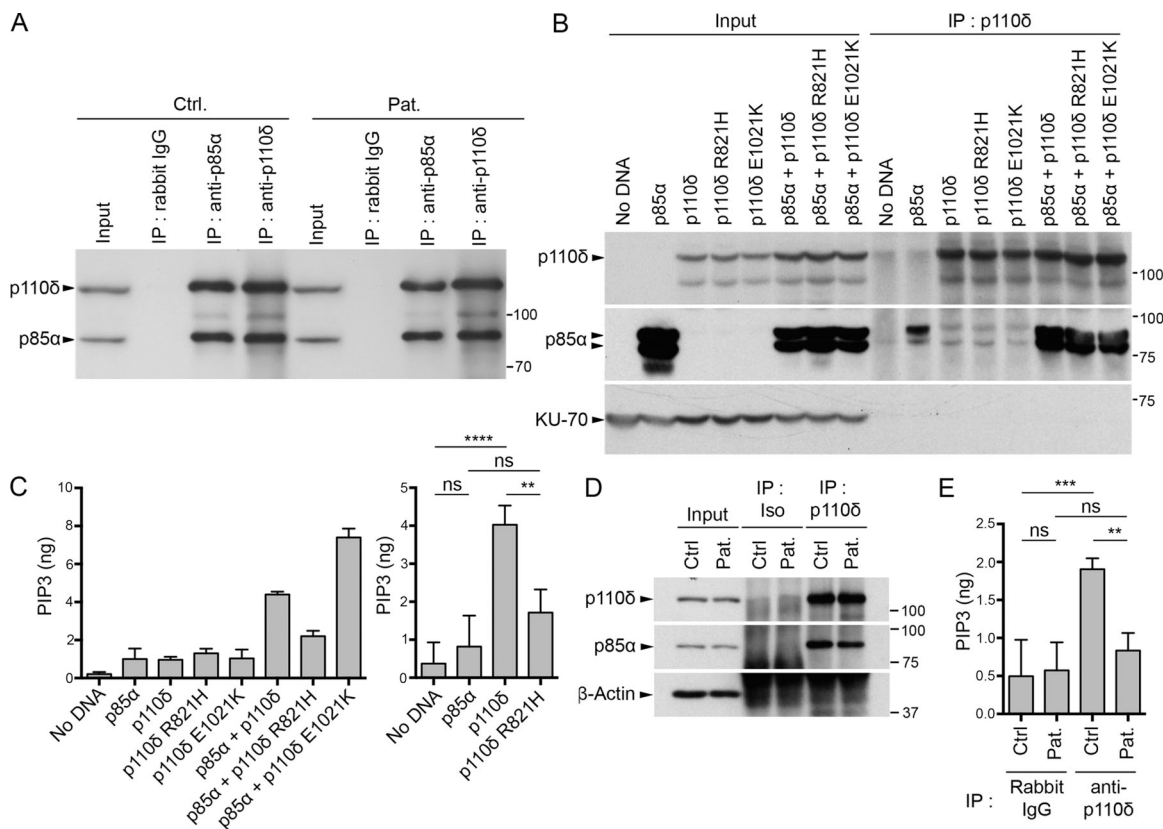 A
Ctrl.
Pat.
Input
IP : rabbit IgG
IP : anti-p85α
IP : anti-p110δ
Input
IP : rabbit IgG
IP : anti-p85α
IP : anti-p110δ
p110δ
p85α
100
70
B
Input
IP : p110δ
No DNA
p85α
p110δ
p110δ R821H
p110δ E1021K
p85α + p110δ
p85α + p110δ R821H
p85α + p110δ E1021K
No DNA
p85α
p110δ
p110δ R821H
p110δ E1021K
p85α + p110δ
p85α + p110δ R821H
p85α + p110δ E1021K
p110δ
100
p85α
100
75
KU-70
75
C
PIP3 (ng)
10
8
6
4
2
0
No DNA
p85α
p110δ
p110δ R821H
p110δ E1021K
p85α + p110δ
p85α + p110δ R821H
p85α + p110δ E1021K
****
ns
ns
**
PIP3 (ng)
5
4
3
2
1
0
No DNA
p85α
p110δ
p110δ R821H
D
Input
IP : Iso
IP : p110δ
Ctrl
Pat.
Ctrl
Pat.
Ctrl
Pat.
p110δ
100
p85α
100
75
β-Actin
37
E
***
ns
ns
**
PIP3 (ng)
2.5
2.0
1.5
1.0
0.5
0
Ctrl
Pat.
Ctrl
Pat.
IP :
Rabbit IgG
anti-p110δ